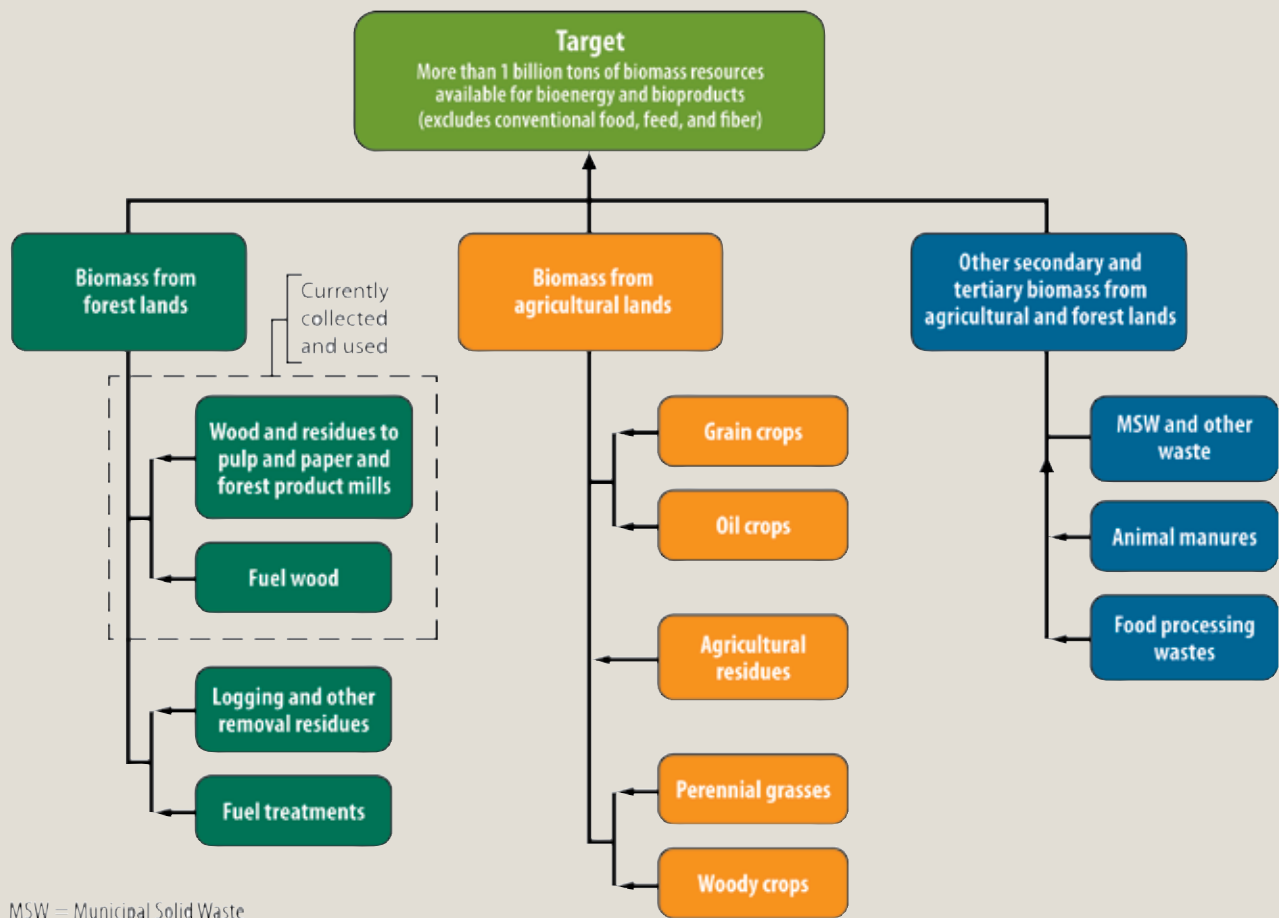 Target
More than 1 billion tons of biomass resources
available for bioenergy and bioproducts
(excludes conventional food, feed, and fiber)
Biomass from
forest lands
Currently
collected
and used
Wood and residues to
pulp and paper and
forest product mills
Fuel wood
Logging and other
removal residues
Fuel treatments
Biomass from
agricultural lands
Grain crops
Oil crops
Agricultural
residues
Perennial grasses
Woody crops
Other secondary and
tertiary biomass from
agricultural and forest lands
MSW and other
waste
Animal manures
Food processing
wastes
MSW = Municipal Solid Waste